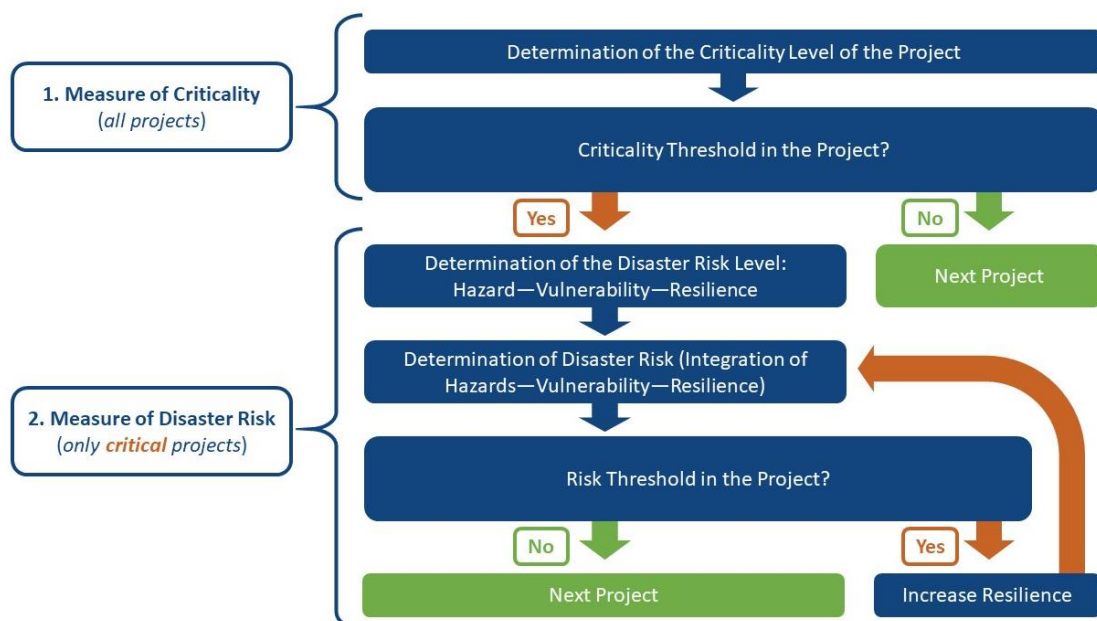 Determination of the Criticality Level of the Project
1. Measure of Criticality
(all projects)
Criticality Threshold in the Project?
Yes
No
Determination of the Disaster Risk Level:
Hazard—Vulnerability—Resilience
Next Project
Determination of Disaster Risk (Integration of
Hazards—Vulnerability—Resilience)
2. Measure of Disaster Risk
(only critical projects)
Risk Threshold in the Project?
No
Yes
Next Project
Increase Resilience